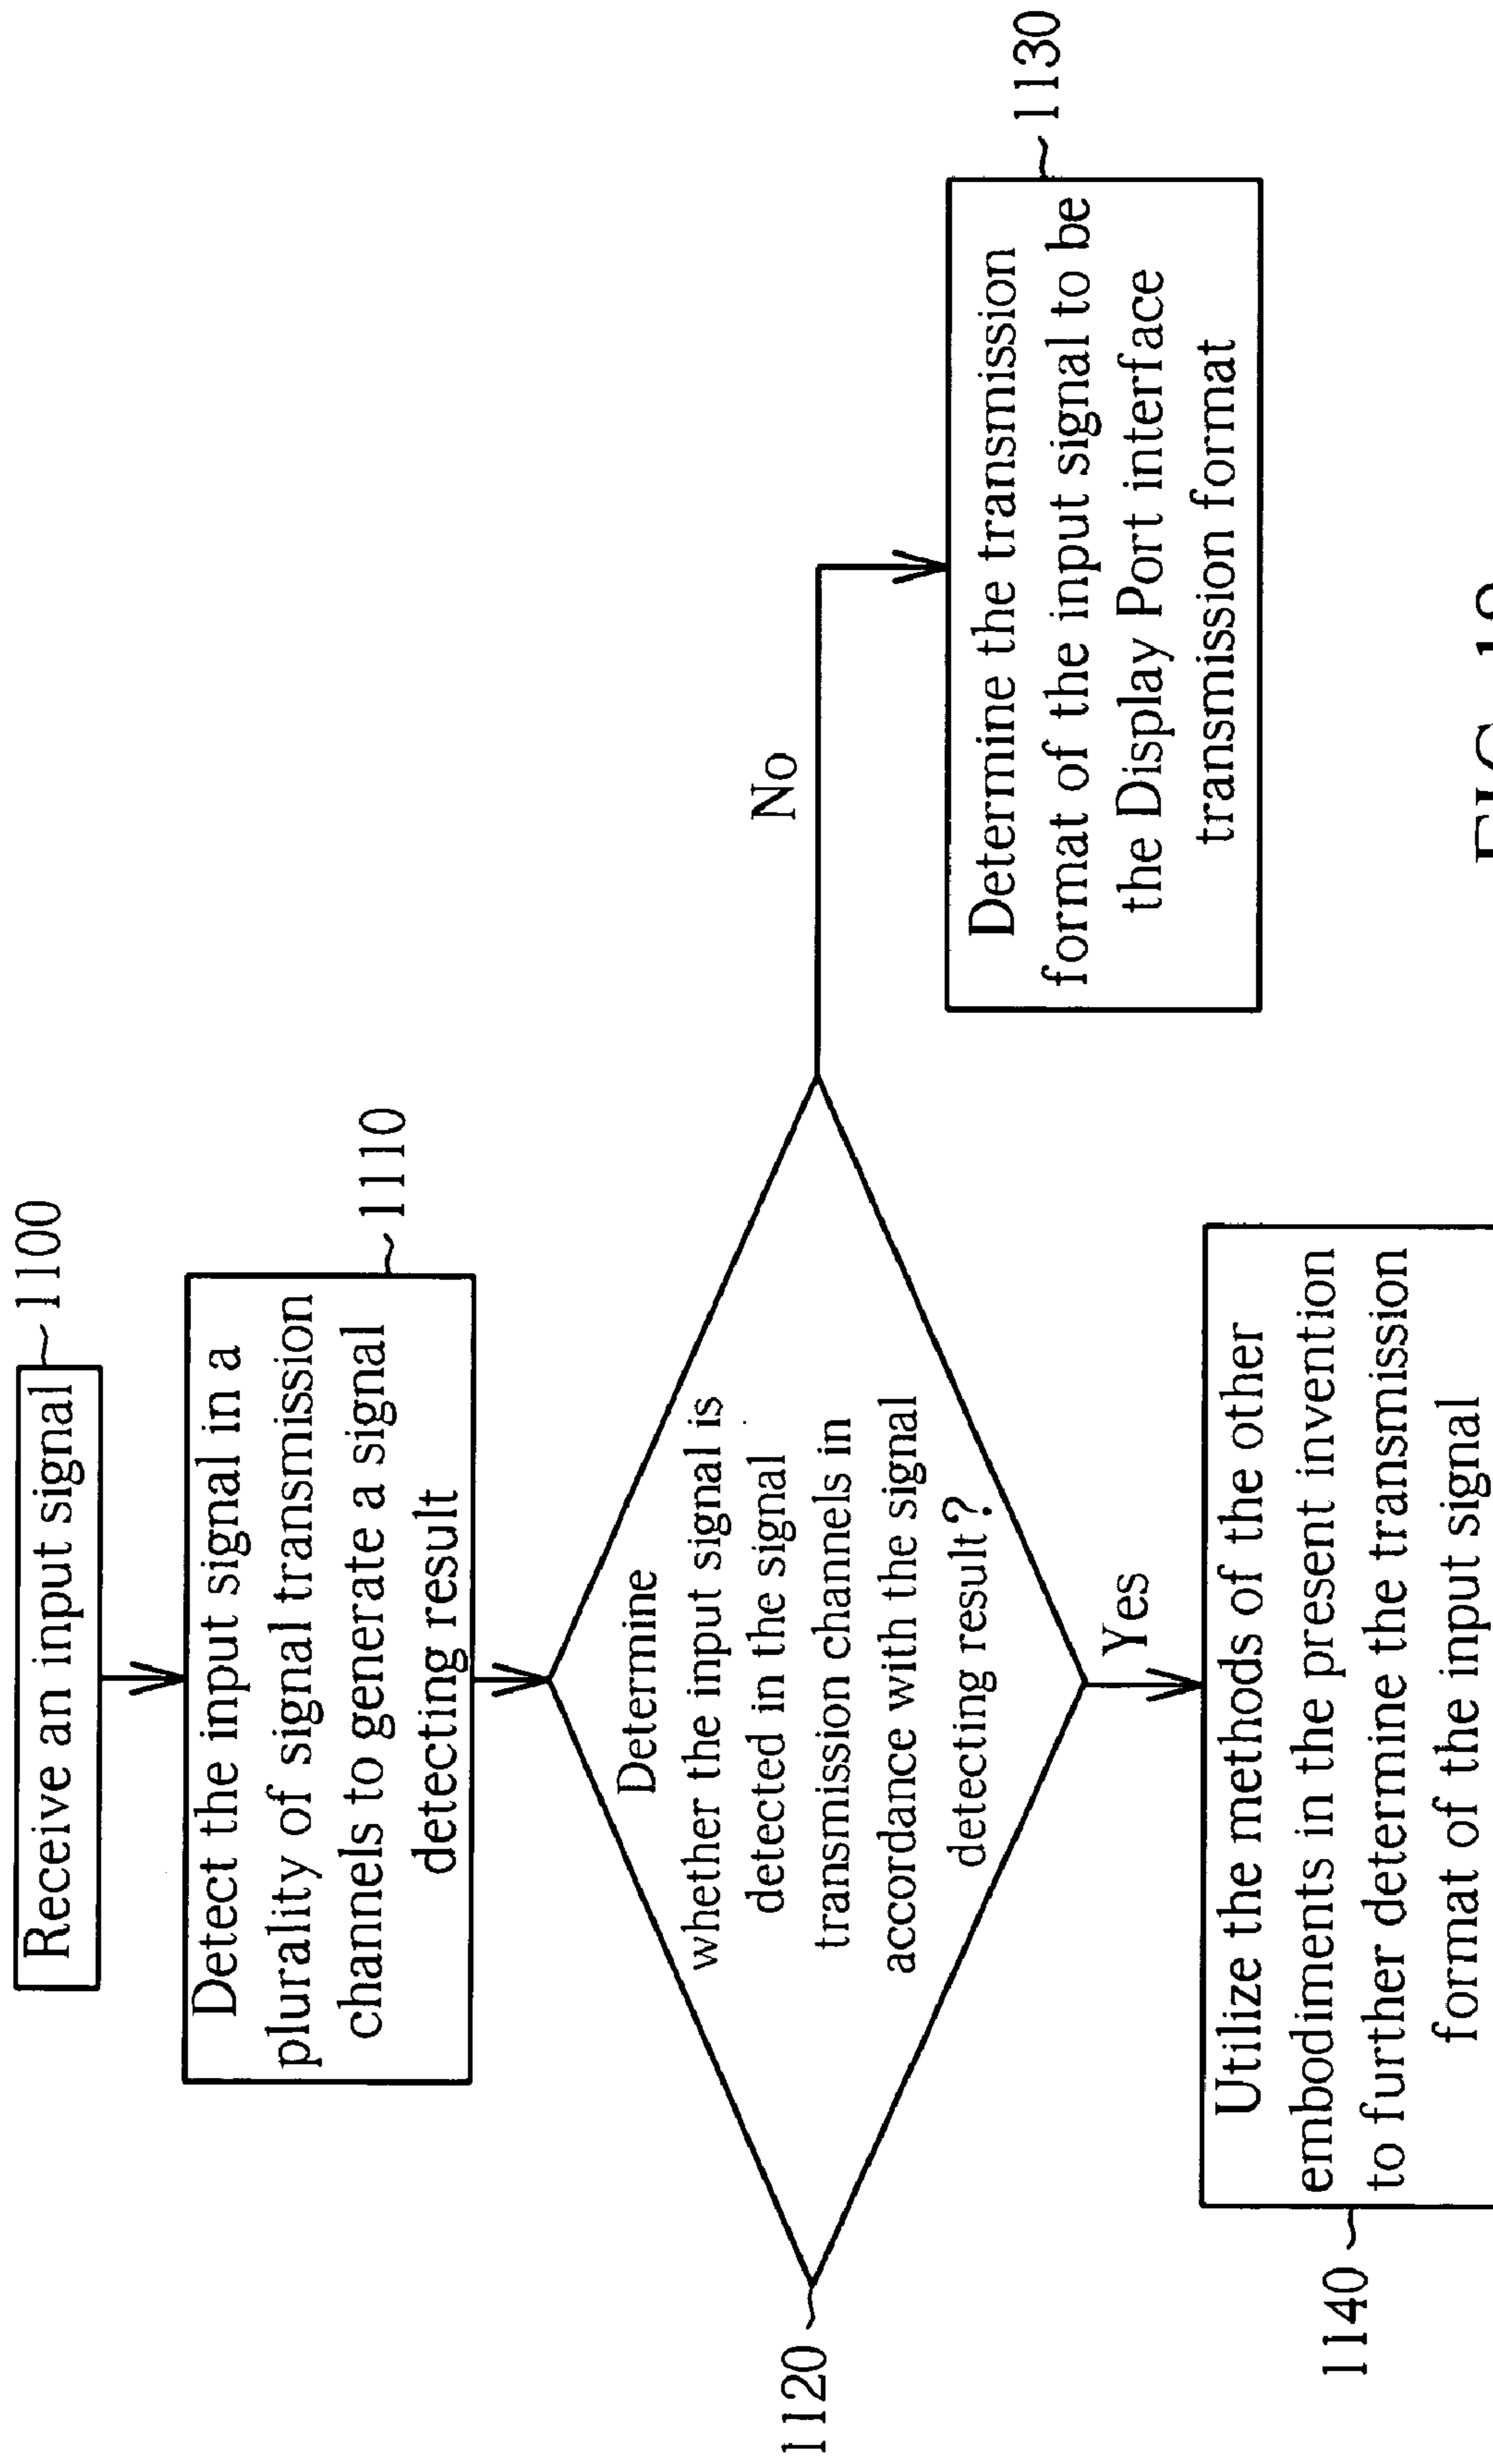 Receive an input signal
1100
Detect the input signal in a
plurality of signal transmission
channels to generate a signal
detecting result
1110
Determine
whether the input signal is
detected in the signal
transmission channels in
accordance with the signal
detecting result?
1120
No
Determine the transmission
format of the input signal to be
the Display Port interface
transmission format
1130
Yes
Utilize the methods of the other
embodiments in the present invention
to further determine the transmission
format of the input signal
1140
FIG.